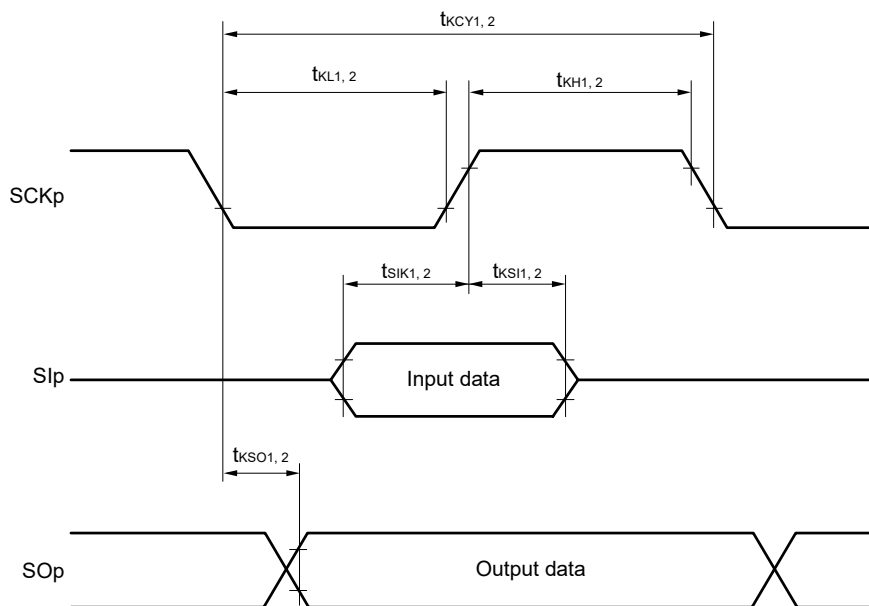 tKCY1, 2
tKL1, 2
tKH1, 2
SCKp
tSIK1, 2
tKSI1, 2
SIp
Input data
tKSO1, 2
SOp
Output data